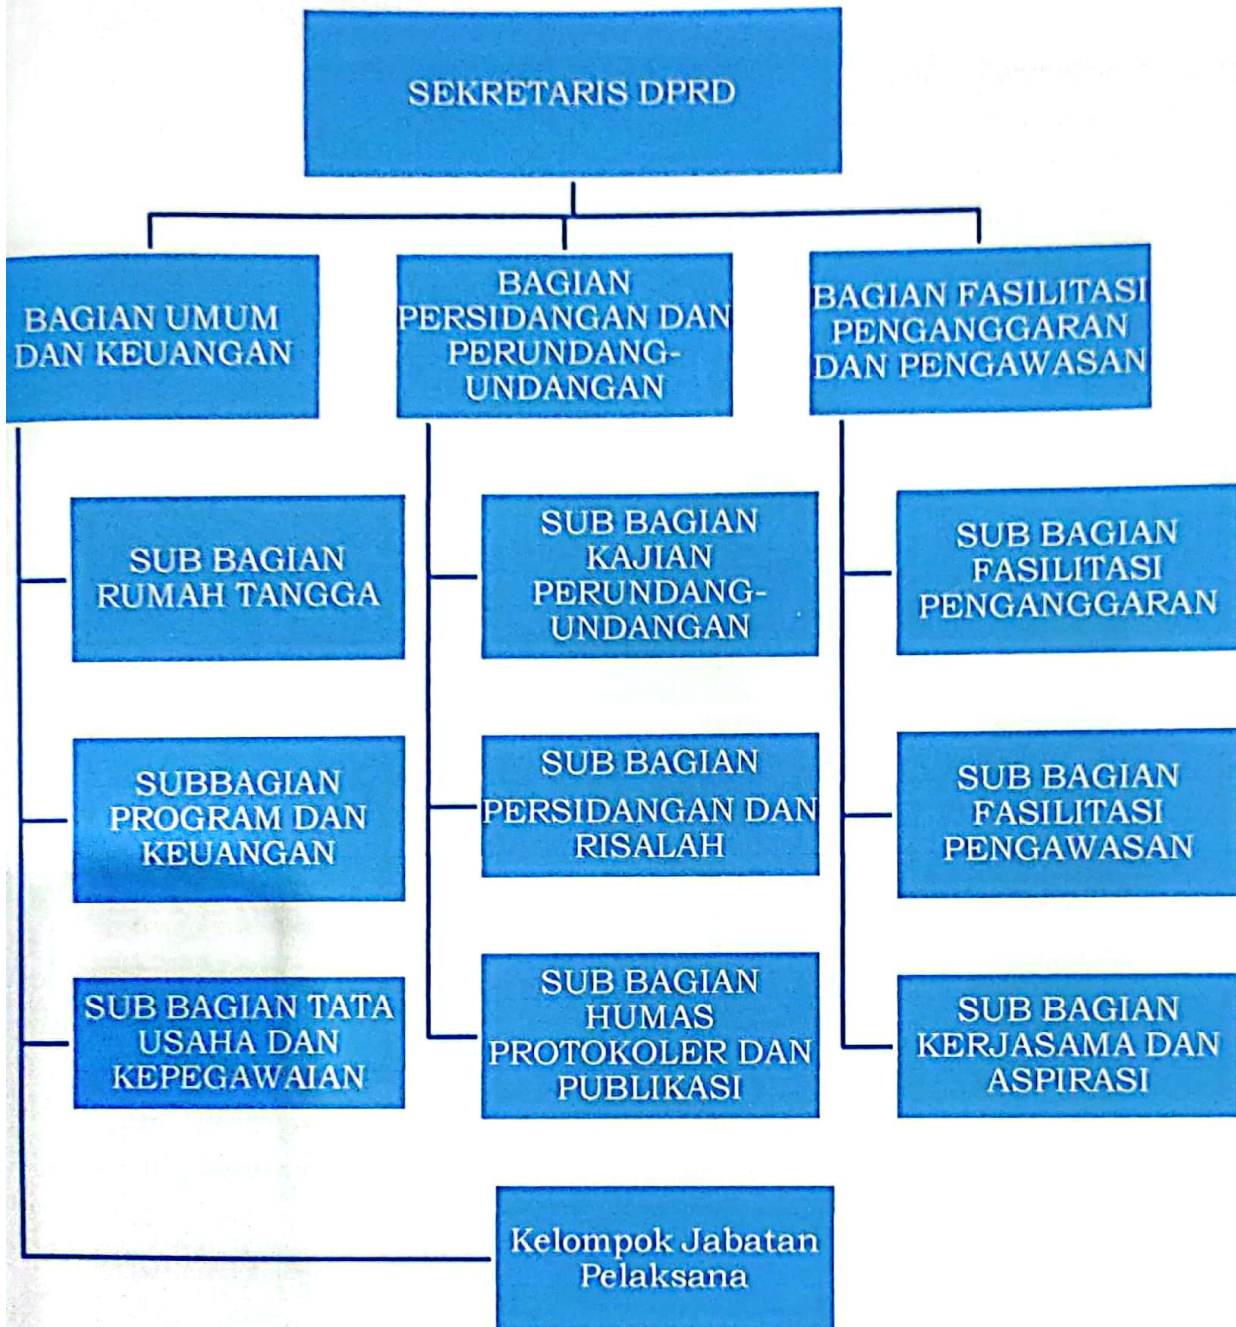 SEKRETARIS DPRD
BAGIAN UMUM
DAN KEUANGAN
BAGIAN
PERSIDANGAN DAN
PERUNDANG-
UNDANGAN
BAGIAN FASILITASI
PENGANGGARAN
DAN PENGAWASAN
SUB BAGIAN
RUMAH TANGGA
SUB BAGIAN
KAJIAN
PERUNDANG-
UNDANGAN
SUB BAGIAN
FASILITASI
PENGANGGARAN
SUBBAGIAN
PROGRAM DAN
KEUANGAN
SUB BAGIAN
PERSIDANGAN DAN
RISALAH
SUB BAGIAN
FASILITASI
PENGAWASAN
SUB BAGIAN TATA
USAHA DAN
KEPEGAWAIAN
SUB BAGIAN
HUMAS
PROTOKOLER DAN
PUBLIKASI
SUB BAGIAN
KERJASAMA DAN
ASPIRASI
Kelompok Jabatan
Pelaksana